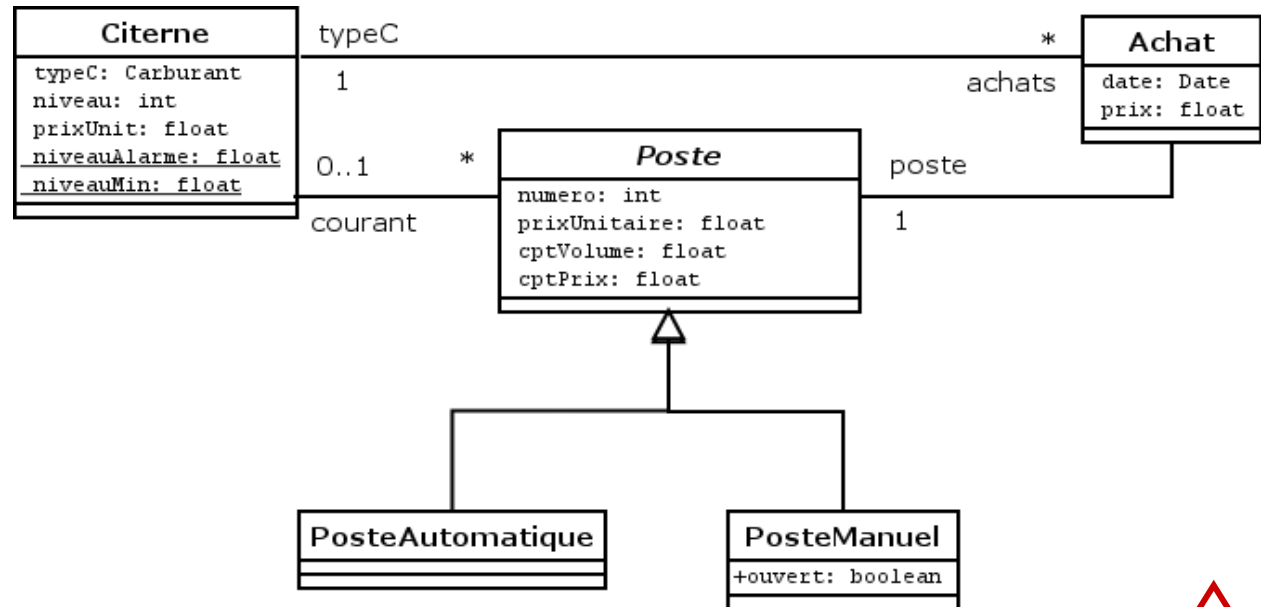 Citerne
typeC: Carburant
niveau: int
prixUnit: float
niveauAlarme: float
niveauMin: float
typeC
1
*
achats
Achat
date: Date
prix: float
0..1
*
courant
Poste
numero: int
prixUnitaire: float
cptVolume: float
cptPrix: float
poste
1
PosteAutomatique
PosteManuel
+ouvert: boolean